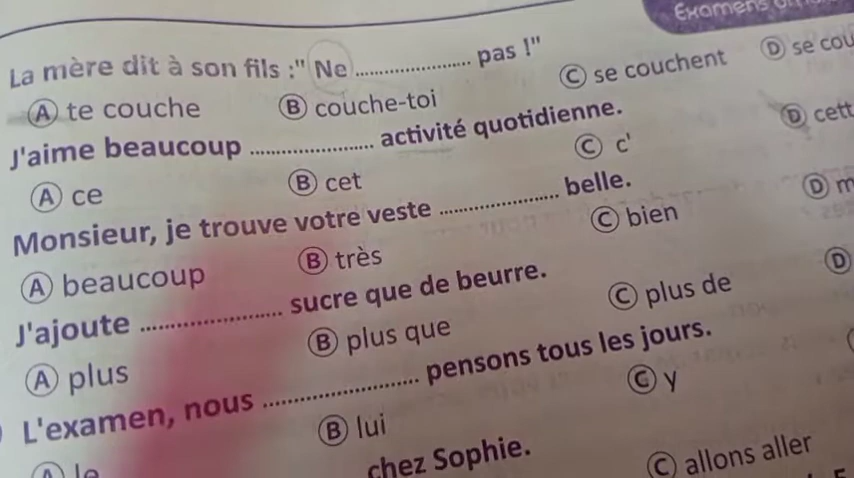 Examens
La mère dit à son fils :" Ne .................... pas !"
A te couche B couche-toi C se couchent D se cou
J'aime beaucoup .................... activité quotidienne.
A ce B cet C c' D cett
Monsieur, je trouve votre veste .................... belle.
A beaucoup B très C bien D m
J'ajoute .................... sucre que de beurre.
A plus B plus que C plus de D
L'examen, nous .................... pensons tous les jours.
A le B lui C y
chez Sophie.
C allons aller